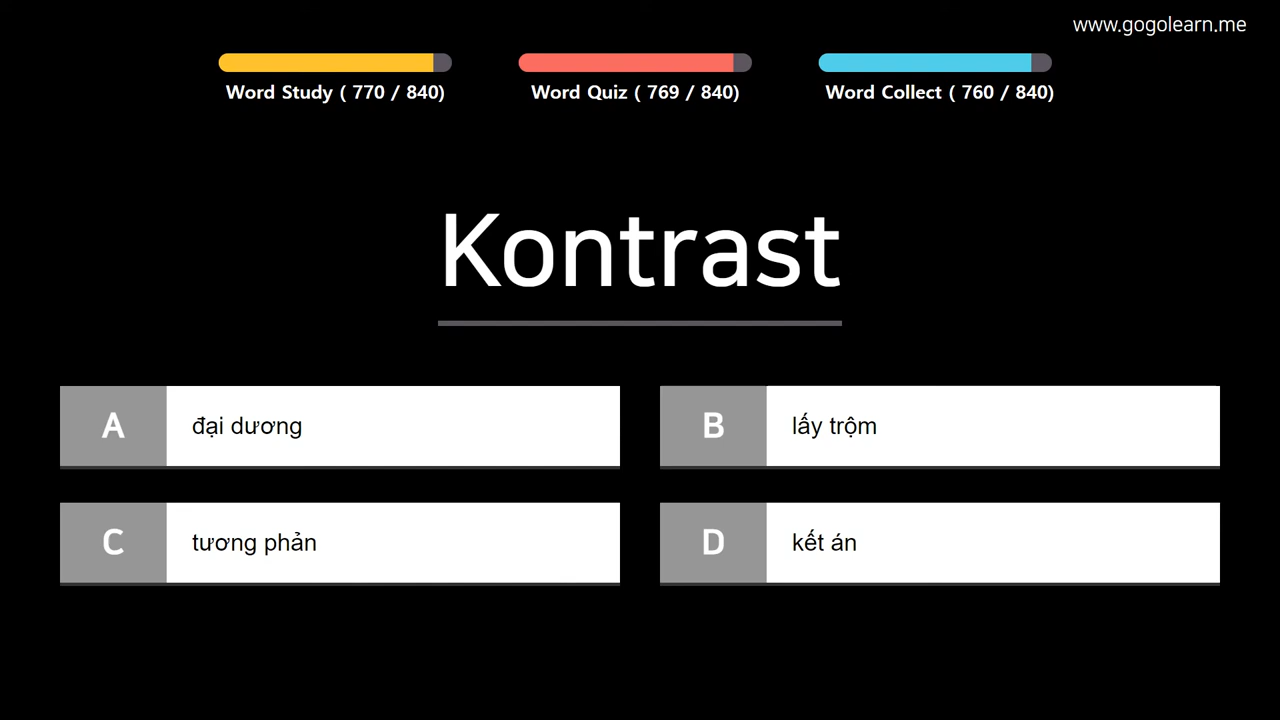 www.gogolearn.me
Word Study ( 770 / 840)
Word Quiz ( 769 / 840)
Word Collect ( 760 / 840)
Kontrast
A đại dương
B lấy trộm
C tương phản
D kết án